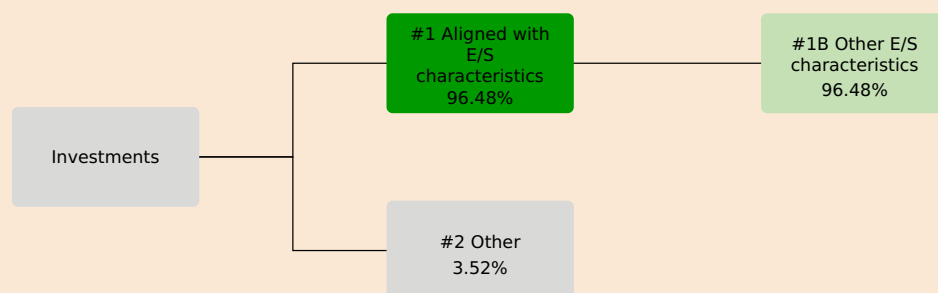 Investments
#1 Aligned with
E/S
characteristics
96.48%
#1B Other E/S
characteristics
96.48%
#2 Other
3.52%